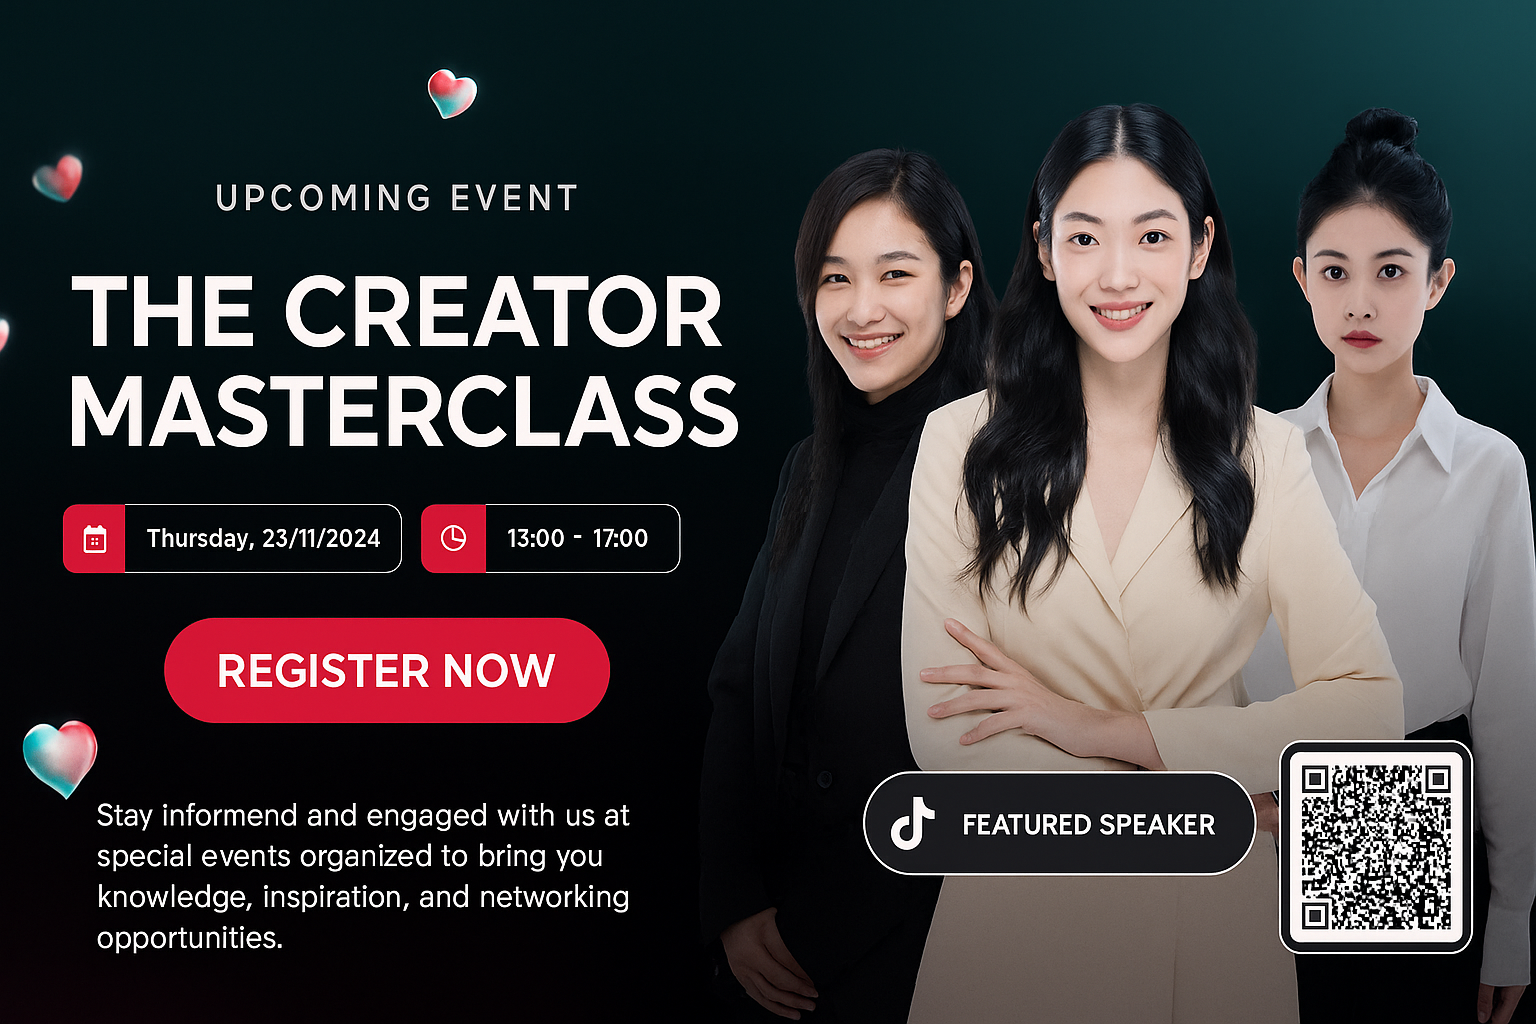 UPCOMING EVENT
THE CREATOR
MASTERCLASS
Thursday, 23/11/2024
13:00 - 17:00
REGISTER NOW
Stay informend and engaged with us at
special events organized to bring you
knowledge, inspiration, and networking
opportunities.
FEATURED SPEAKER